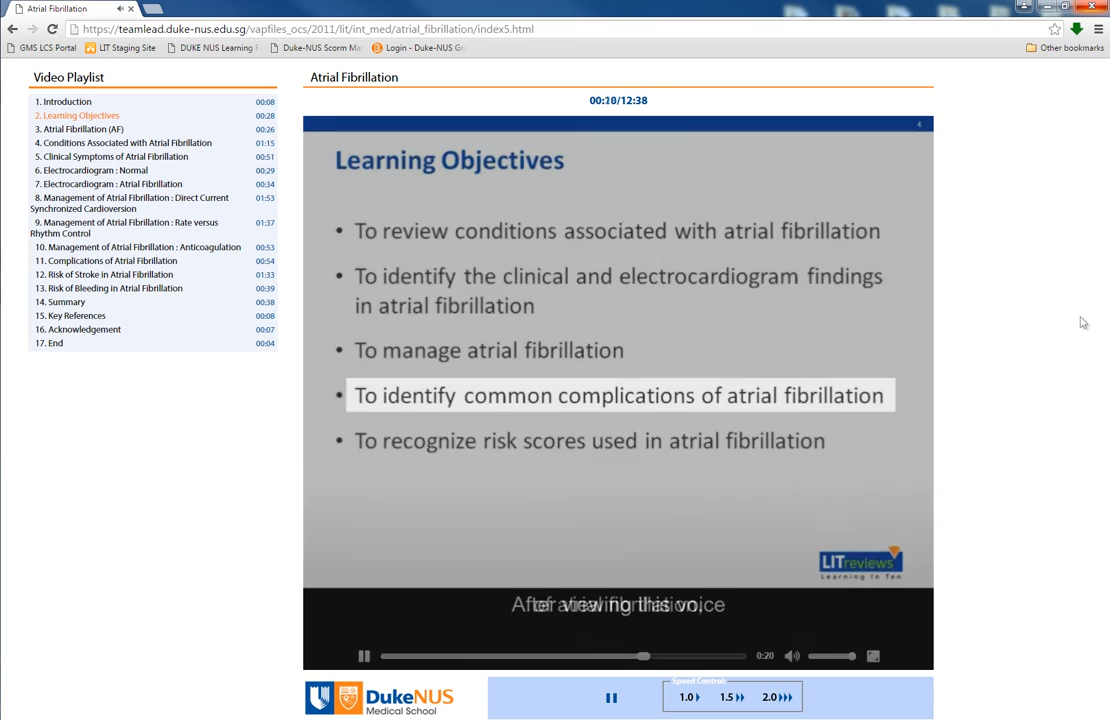 Atrial Fibrillation
https://teamlead.duke-nus.edu.sg/vapfiles_ocs/2011/lit/int_med/atrial_fibrillation/index5.html
GMS LCS Portal
LIT Staging Site
DUKE NUS Learning
Duke-NUS Scorm Ma
Login - Duke-NUS Gr
Other bookmarks
Video Playlist
1. Introduction 00:08
2. Learning Objectives 00:28
3. Atrial Fibrillation (AF) 00:26
4. Conditions Associated with Atrial Fibrillation 01:15
5. Clinical Symptoms of Atrial Fibrillation 00:51
6. Electrocardiogram : Normal 00:29
7. Electrocardiogram : Atrial Fibrillation 00:34
8. Management of Atrial Fibrillation : Direct Current 01:53
Synchronized Cardioversion
9. Management of Atrial Fibrillation : Rate versus 01:37
Rhythm Control
10. Management of Atrial Fibrillation : Anticoagulation 00:53
11. Complications of Atrial Fibrillation 00:54
12. Risk of Stroke in Atrial Fibrillation 01:33
13. Risk of Bleeding in Atrial Fibrillation 00:39
14. Summary 00:38
15. Key References 00:08
16. Acknowledgement 00:07
17. End 00:04
Atrial Fibrillation
/12:38
4
Learning Objectives
• To review conditions associated with atrial fibrillation
• To identify the clinical and electrocardiogram findings
in atrial fibrillation
• To manage atrial fibrillation
• To identify common complications of atrial fibrillation
• To recognize risk scores used in atrial fibrillation
LITreviews
Learning In Ten
0:20
DukeNUS
Medical School
Speed Control:
1.0
1.5
2.0